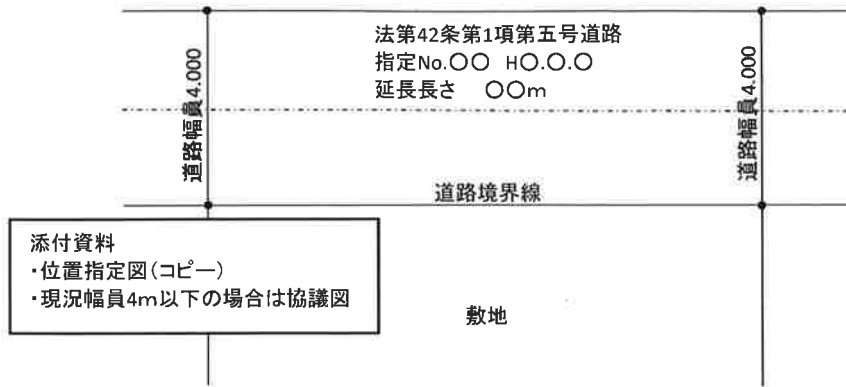 法第42条第1項第五号道路
指定No.〇〇 H〇.〇.〇
延長長さ 〇〇m
道路幅員4.000
道路幅員4.000
道路境界線
添付資料
・位置指定図(コピー)
・現況幅員4m以下の場合は協議図
敷地